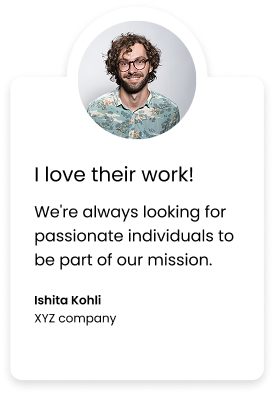 I love their work!
We're always looking for
passionate individuals to
be part of our mission.
Ishita Kohli
XYZ company